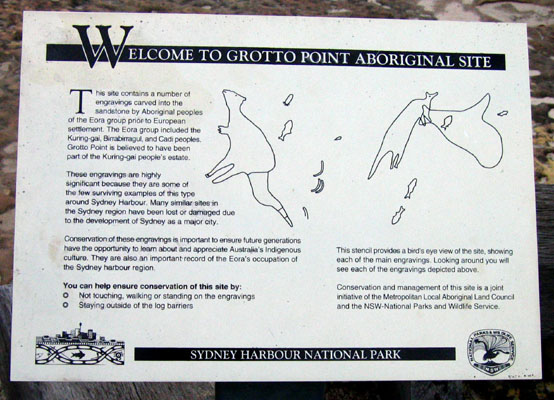 WELCOME TO GROTTO POINT ABORIGINAL SITE
This site contains a number of
engravings carved into the
sandstone by Aboriginal peoples
of the Eora group prior to European
settlement. The Eora group included the
Kuring-gai, Birrabirragul, and Cadi peoples.
Grotto Point is believed to have been
part of the Kuring-gai people's estate.
These engravings are highly
significant because they are some of
the few surviving examples of this type
around Sydney Harbour. Many similar sites in
the Sydney region have been lost or damaged due
to the development of Sydney as a major city.
Conservation of these engravings is important to ensure future generations
have the opportunity to learn about and appreciate Australia's Indigenous
culture. They are also an important record of the Eora's occupation of
the Sydney harbour region.
You can help ensure conservation of this site by:
Not touching, walking or standing on the engravings
Staying outside of the log barriers
This stencil provides a bird's eye view of the site, showing
each of the main engravings. Looking around you will
see each of the engravings depicted above.
Conservation and management of this site is a joint
initiative of the Metropolitan Local Aboriginal Land Council
and the NSW-National Parks and Wildlife Service.
SYDNEY HARBOUR NATIONAL PARK
NSW